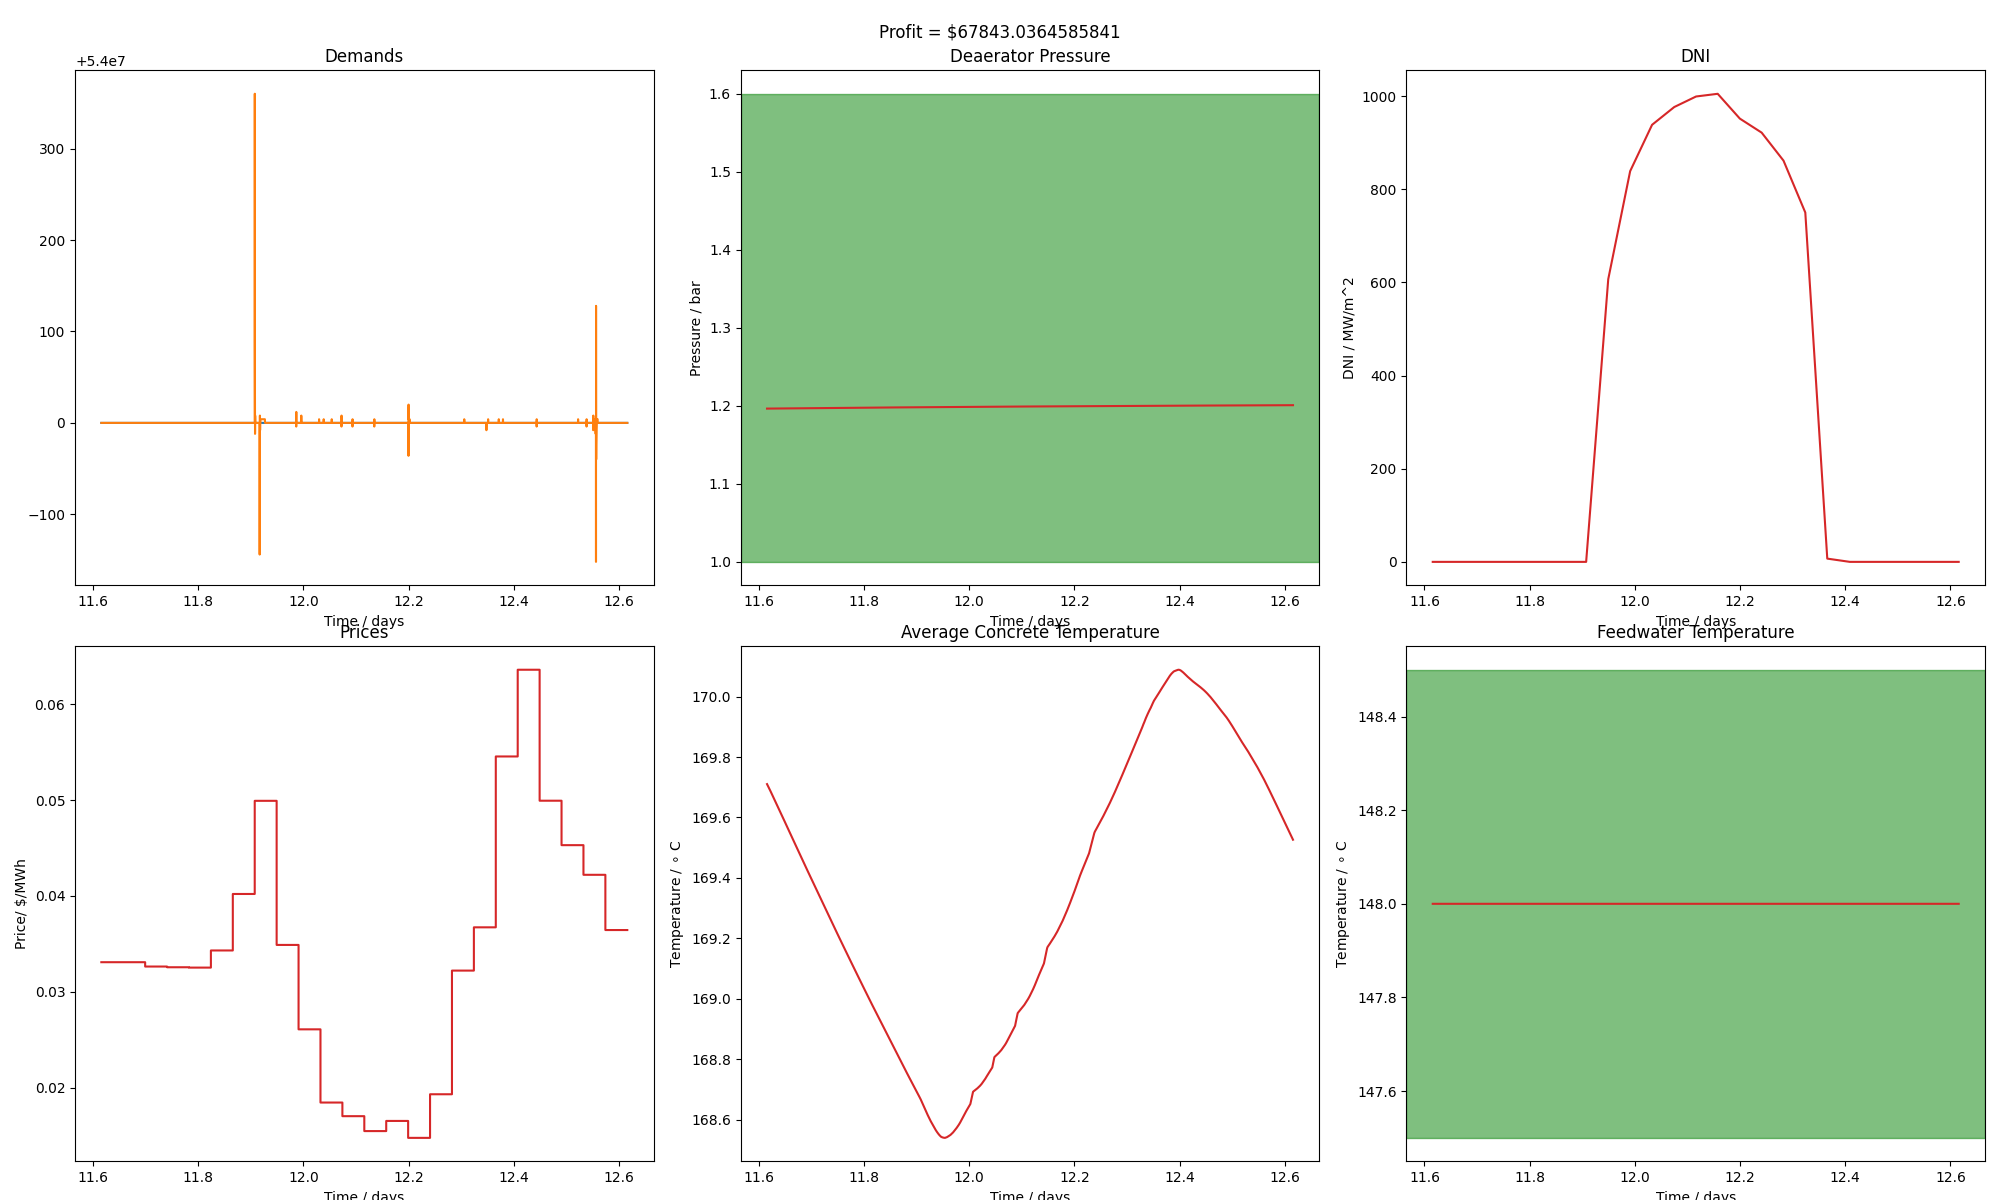 Profit = $67843.0364585841
Demands
+5.4e7
300
200
100
0
−100
11.6 11.8 12.0 12.2 12.4 12.6
Time / days
Deaerator Pressure
Pressure / bar
1.6
1.5
1.4
1.3
1.2
1.1
1.0
11.6 11.8 12.0 12.2 12.4 12.6
Time / days
DNI
DNI / MW/m^2
1000
800
600
400
200
0
11.6 11.8 12.0 12.2 12.4 12.6
Time / days
Prices
Price/ $/MWh
0.06
0.05
0.04
0.03
0.02
11.6 11.8 12.0 12.2 12.4 12.6
Time / days
Average Concrete Temperature
Temperature / ∘ C
170.0
169.8
169.6
169.4
169.2
169.0
168.8
168.6
11.6 11.8 12.0 12.2 12.4 12.6
Time / days
Feedwater Temperature
Temperature / ∘ C
148.4
148.2
148.0
147.8
147.6
11.6 11.8 12.0 12.2 12.4 12.6
Time / days